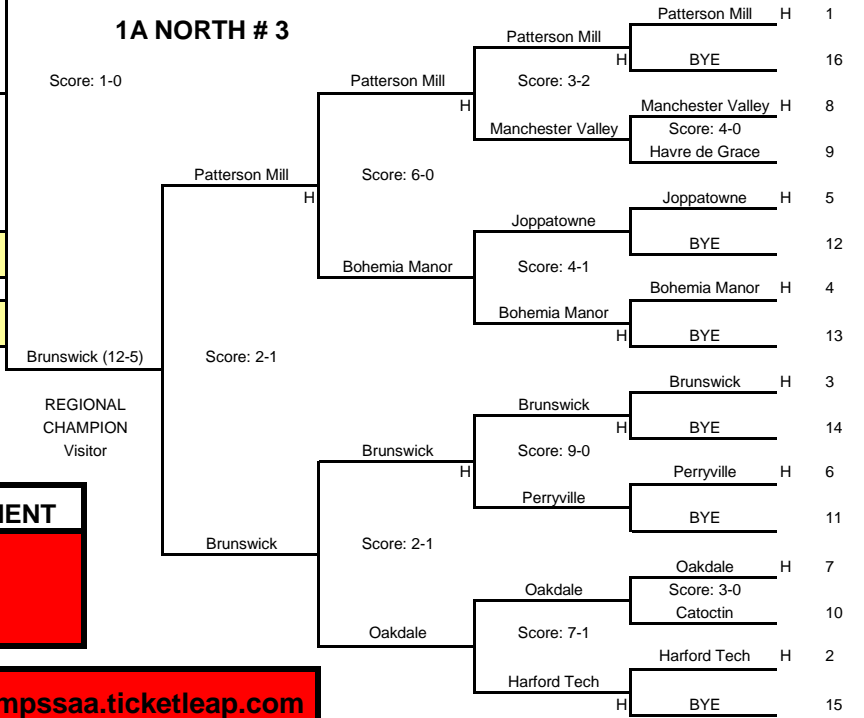 1A NORTH # 3
Patterson Mill H 1
Patterson Mill
H BYE 16
Score: 1-0 Patterson Mill Score: 3-2
H Manchester Valley H 8
Manchester Valley Score: 4-0
Havre de Grace 9
Patterson Mill Score: 6-0
H Joppatowne H 5
Joppatowne
BYE 12
Bohemia Manor Score: 4-1
Bohemia Manor H 4
Bohemia Manor
H BYE 13
Brunswick (12-5) Score: 2-1
Brunswick H 3
REGIONAL Brunswick
CHAMPION H BYE 14
Visitor Brunswick Score: 9-0
H Perryville H 6
Perryville
BYE 11
Brunswick Score: 2-1
Oakdale H 7
Oakdale Score: 3-0
Catoctin 10
Oakdale Score: 7-1
Harford Tech H 2
Harford Tech
H BYE 15
mpssaa.ticketleap.com